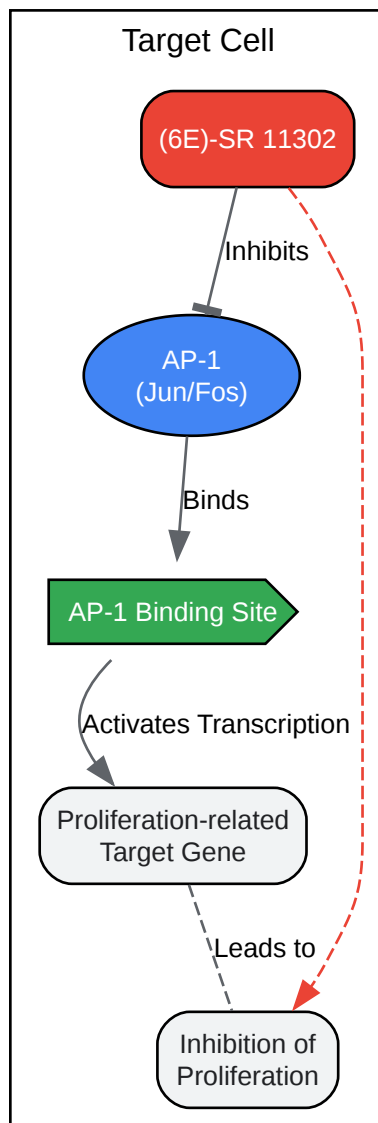 Target Cell
(6E)-SR 11302
Inhibits
AP-1
(Jun/Fos)
Binds
AP-1 Binding Site
Activates Transcription
Proliferation-related
Target Gene
Leads to
Inhibition of
Proliferation